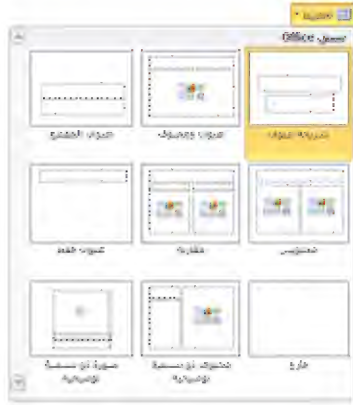 تخطيط
نسق Office
شريحة عنوان
عنوان ومحتوى
عنوان المقطع
محتويين
مقارنة
عنوان فقط
فارغ
محتوى ذو تسمية توضيحية
صورة ذو تسمية توضيحية